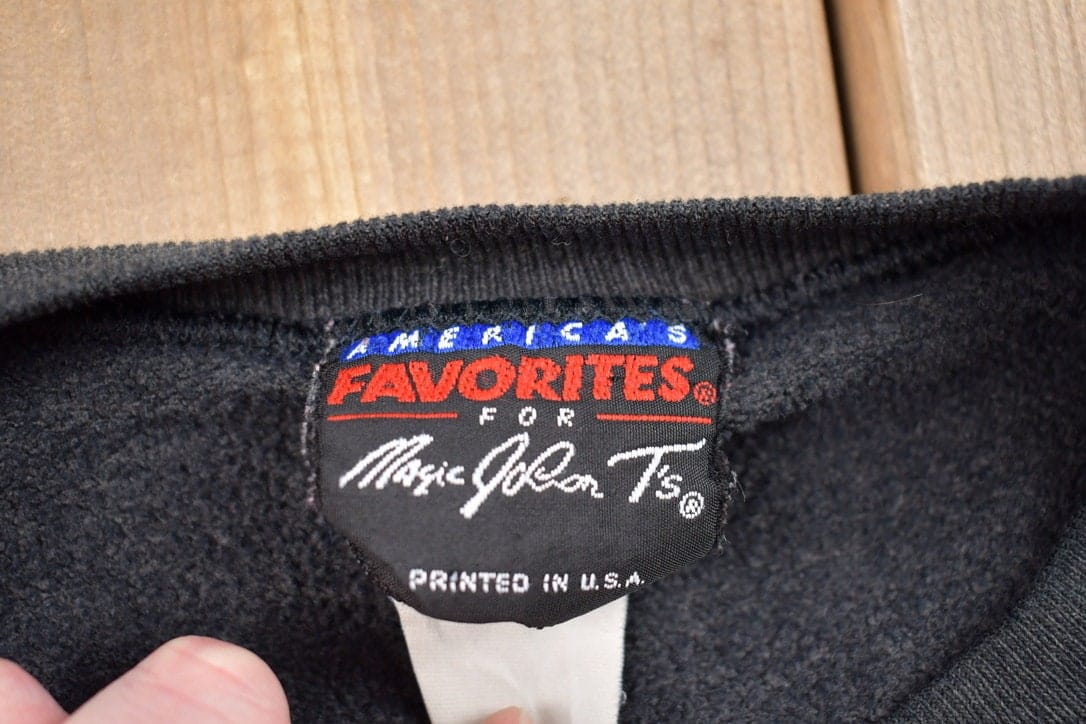 AMERICA'S
FAVORITES®
FOR
Magic Johnson T's®
PRINTED IN U.S.A.